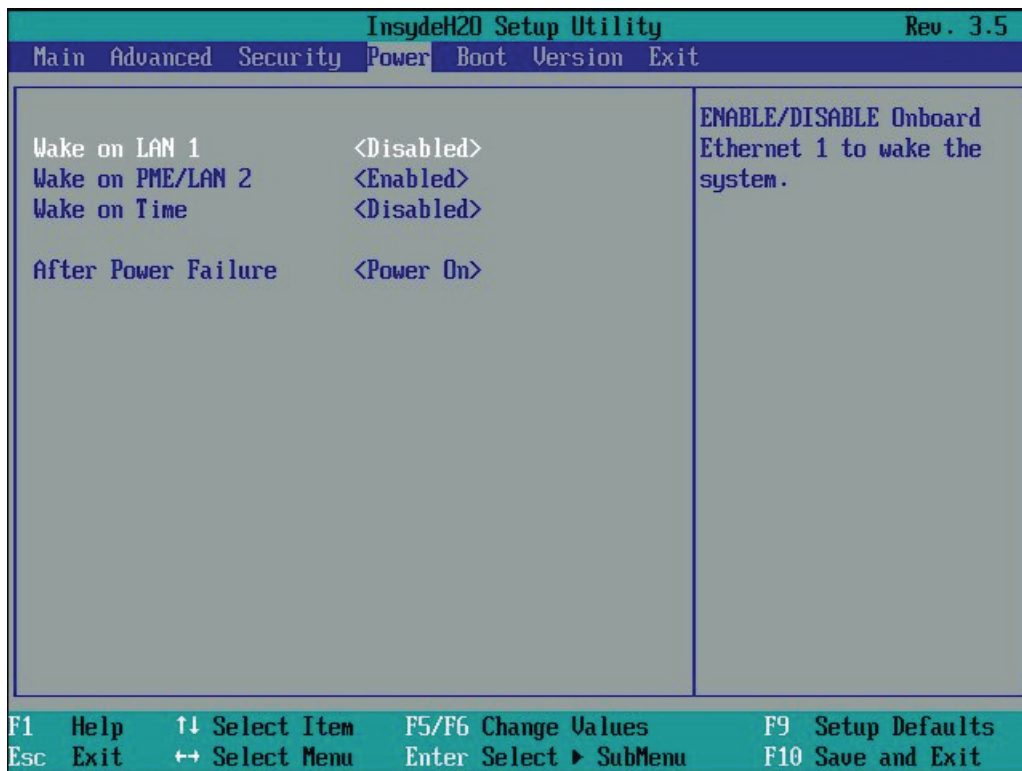 InsydeH2O Setup Utility Rev. 3.5
Main Advanced Security Power Boot Version Exit
Wake on LAN 1 <Disabled>
Wake on PME/LAN 2 <Enabled>
Wake on Time <Disabled>
After Power Failure <Power On>
ENABLE/DISABLE Onboard
Ethernet 1 to wake the
system.
F1 Help ↑↓ Select Item F5/F6 Change Values F9 Setup Defaults
Esc Exit ↔ Select Menu Enter Select ▶ SubMenu F10 Save and Exit